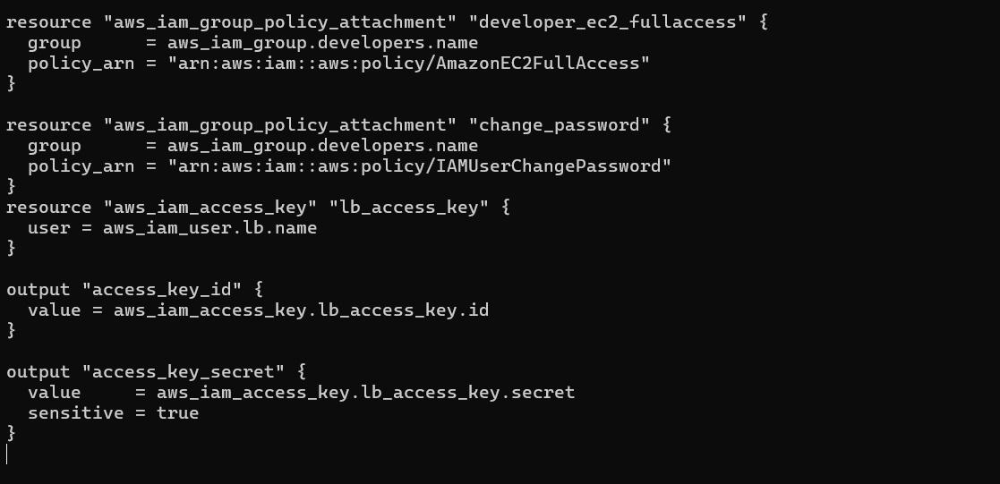 resource "aws_iam_group_policy_attachment" "developer_ec2_fullaccess" {
  group      = aws_iam_group.developers.name
  policy_arn = "arn:aws:iam::aws:policy/AmazonEC2FullAccess"
}

resource "aws_iam_group_policy_attachment" "change_password" {
  group      = aws_iam_group.developers.name
  policy_arn = "arn:aws:iam::aws:policy/IAMUserChangePassword"
}
resource "aws_iam_access_key" "lb_access_key" {
  user = aws_iam_user.lb.name
}

output "access_key_id" {
  value = aws_iam_access_key.lb_access_key.id
}

output "access_key_secret" {
  value     = aws_iam_access_key.lb_access_key.secret
  sensitive = true
}